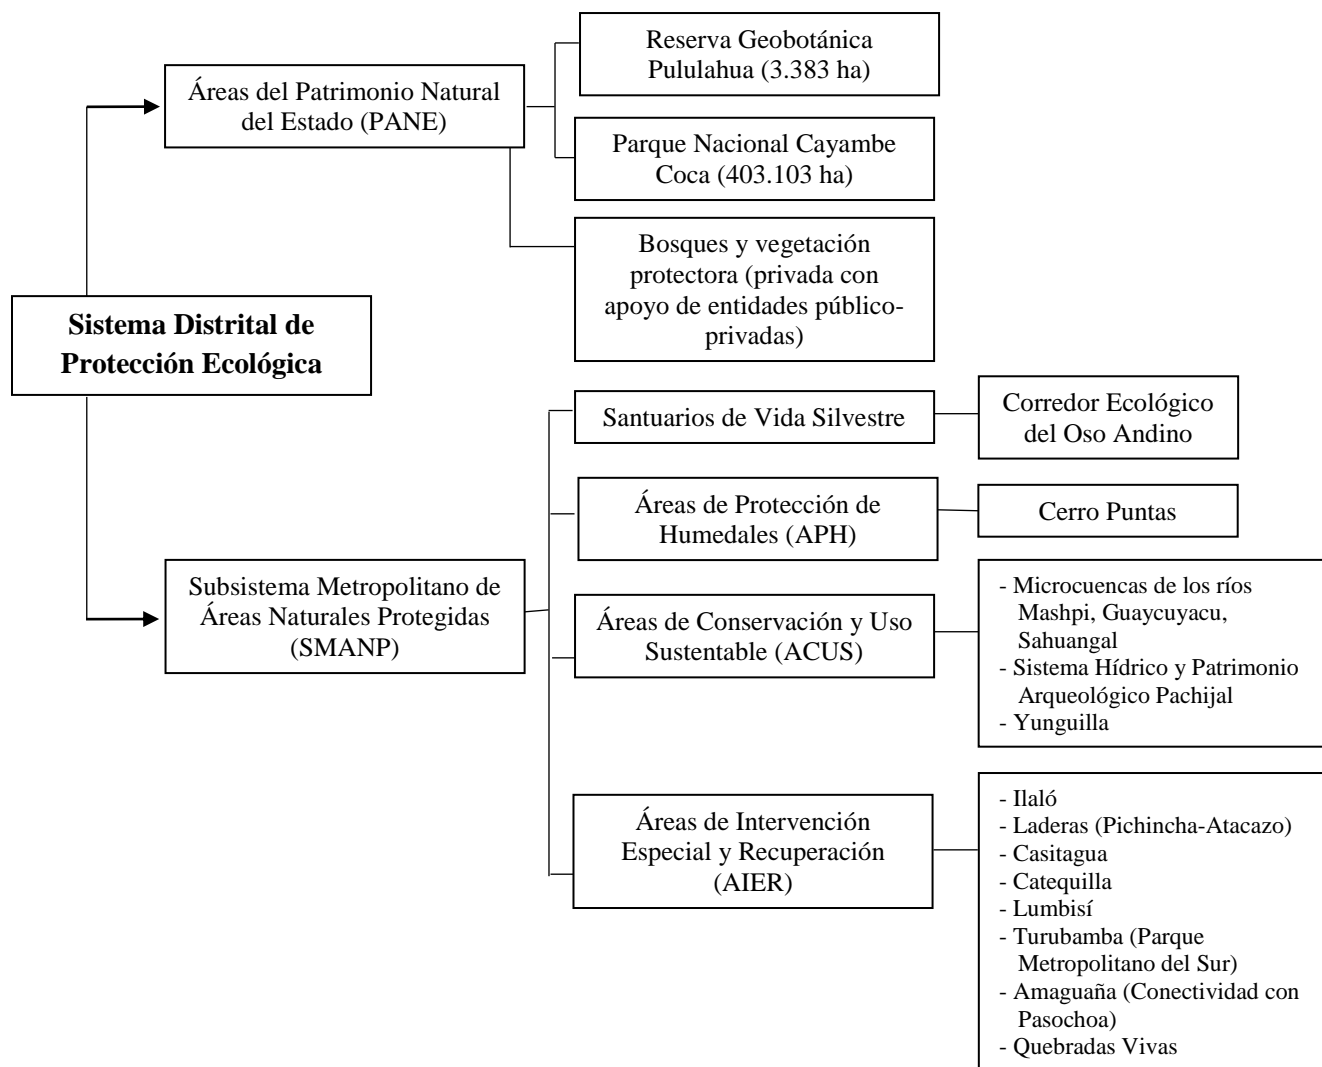 Sistema Distrital de
Protección Ecológica
Áreas del Patrimonio Natural
del Estado (PANE)
Reserva Geobotánica
Pululahua (3.383 ha)
Parque Nacional Cayambe
Coca (403.103 ha)
Bosques y vegetación
protectora (privada con
apoyo de entidades público-
privadas)
Subsistema Metropolitano de
Áreas Naturales Protegidas
(SMANP)
Santuarios de Vida Silvestre
Corredor Ecológico
del Oso Andino
Áreas de Protección de
Humedales (APH)
Cerro Puntas
Áreas de Conservación y Uso
Sustentable (ACUS)
- Microcuencas de los ríos
Mashpi, Guaycuyacu,
Sahuangal
- Sistema Hídrico y Patrimonio
Arqueológico Pachijal
- Yunguilla
Áreas de Intervención
Especial y Recuperación
(AIER)
- Ilaló
- Laderas (Pichincha-Atacazo)
- Casitagua
- Catequilla
- Lumbisí
- Turubamba (Parque
Metropolitano del Sur)
- Amaguaña (Conectividad con
Pasochoa)
- Quebradas Vivas